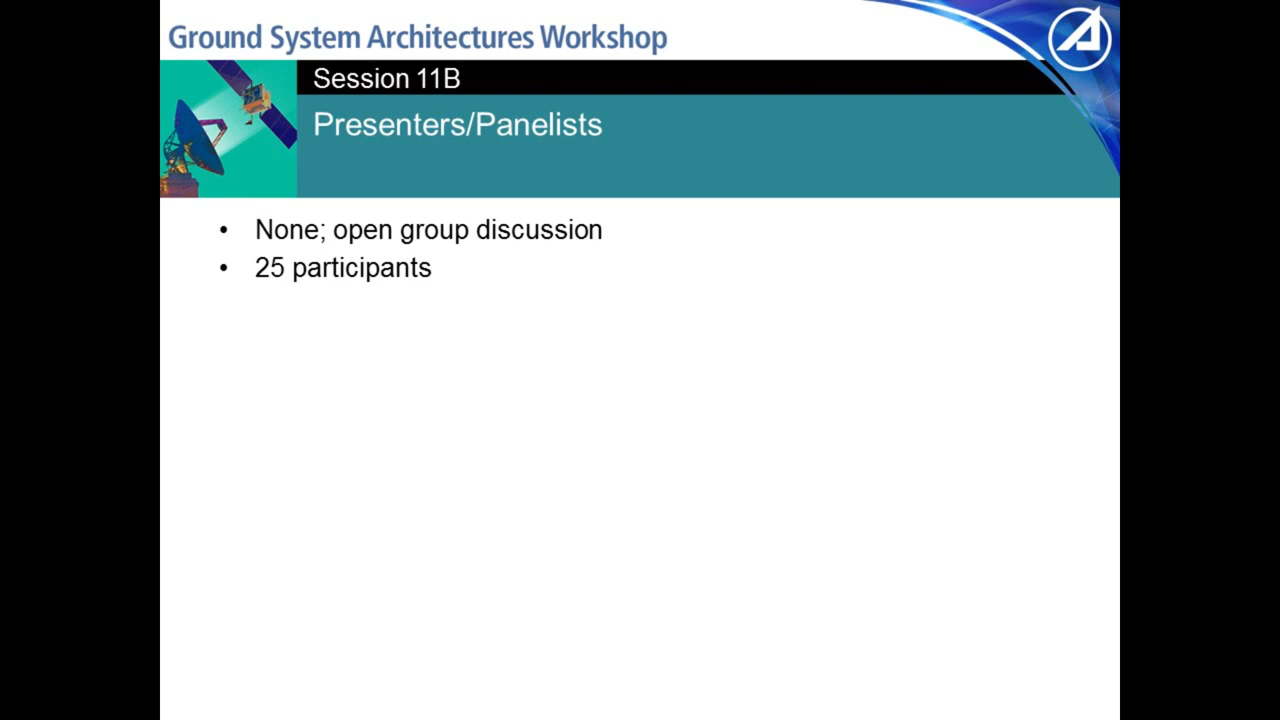 Ground System Architectures Workshop
Session 11B
Presenters/Panelists
• None; open group discussion
• 25 participants